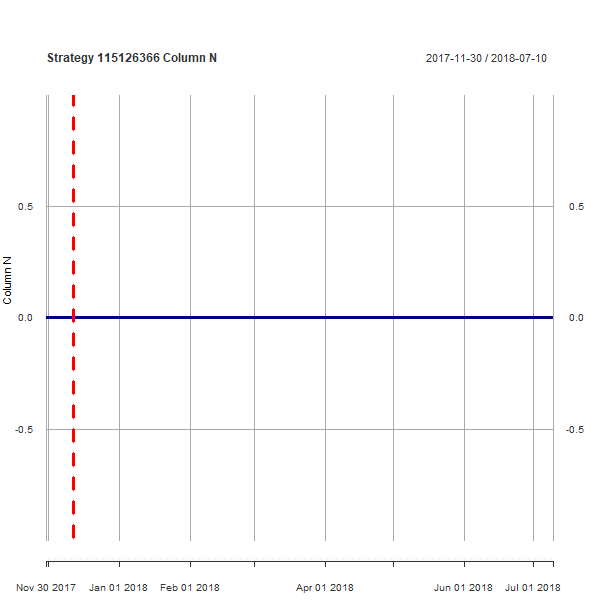 Strategy 115126366 Column N
2017-11-30 / 2018-07-10
0.5
0.5
Column N
0.0
0.0
-0.5
-0.5
Nov 30 2017
Jan 01 2018
Feb 01 2018
Apr 01 2018
Jun 01 2018
Jul 01 2018